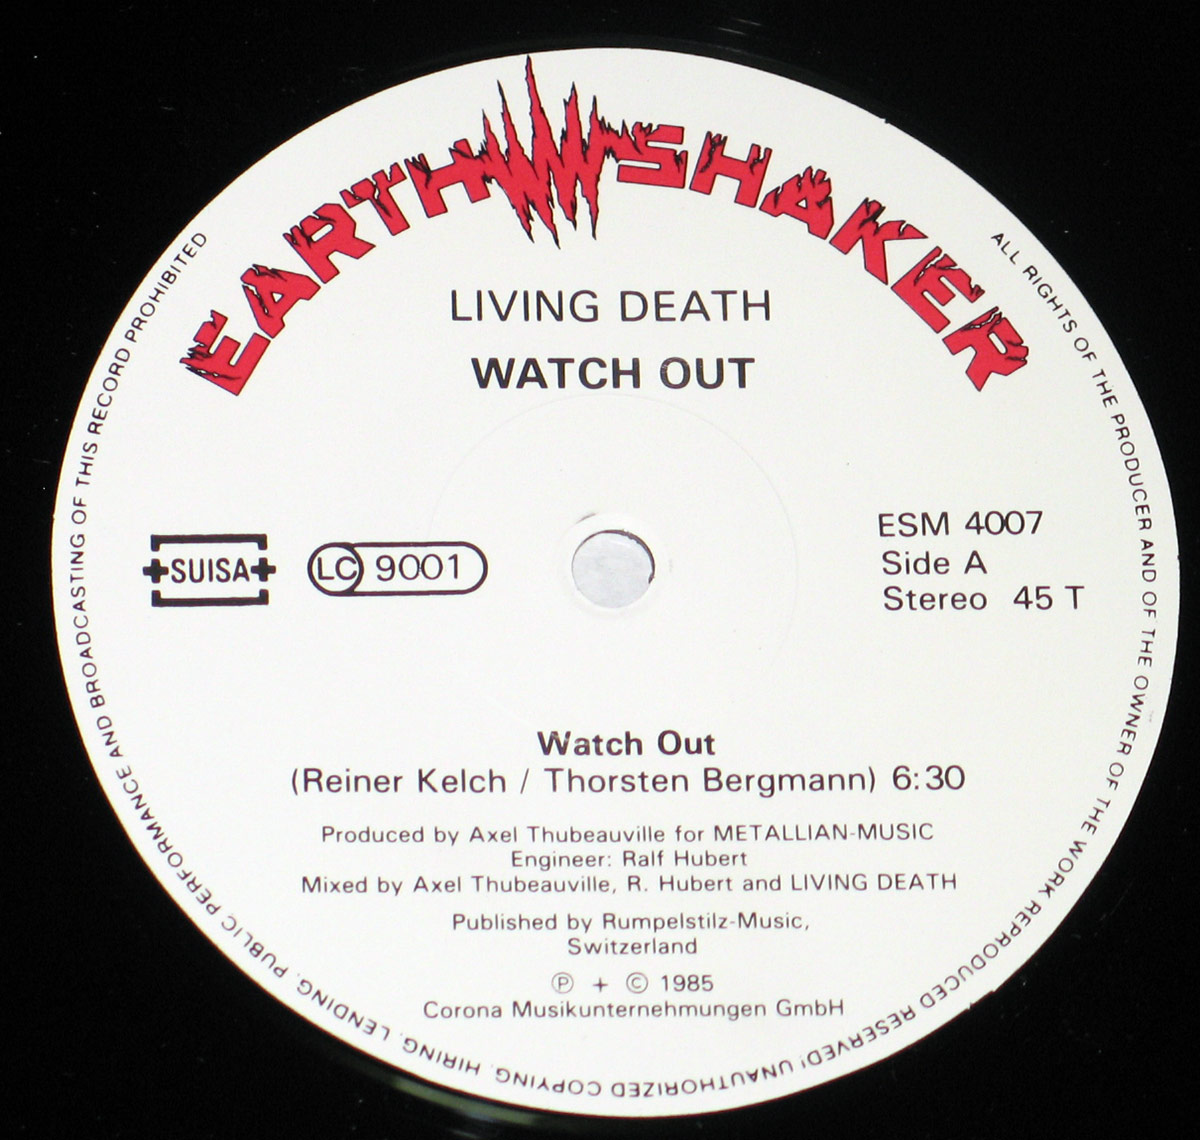 EARTHSHAKER
LIVING DEATH
WATCH OUT
SUISA
LC 9001
ESM 4007
Side A
Stereo 45 T
Watch Out
(Reiner Kelch / Thorsten Bergmann) 6:30
Produced by Axel Thubeauville for METALLIAN-MUSIC
Engineer: Ralf Hubert
Mixed by Axel Thubeauville, R. Hubert and LIVING DEATH
Published by Rumpelstilz-Music,
Switzerland
Ⓟ + © 1985
Corona Musikunternehmungen GmbH
ALL RIGHTS OF THE PRODUCER AND OF THE OWNER OF THE WORK REPRODUCED RESERVED! UNAUTHORIZED COPYING. HIRING. LENDING. PUBLIC PERFORMANCE AND BROADCASTING OF THIS RECORD PROHIBITED